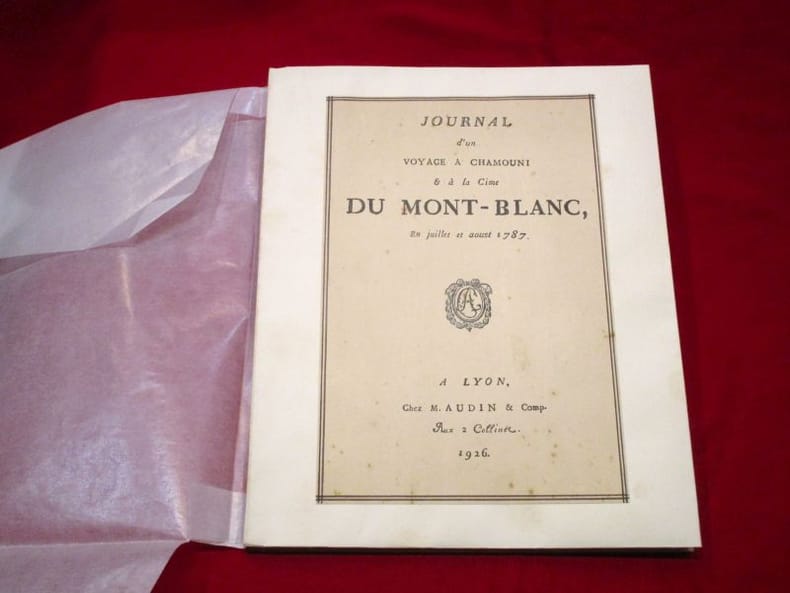 JOURNAL
d'un
VOYAGE A CHAMOUNI
& à la Cime
DU MONT-BLANC,
En juillet et aoust 1787.
A LYON,
Chez M. AUDIN & Comp.
Aux 2 Collines.
1926.